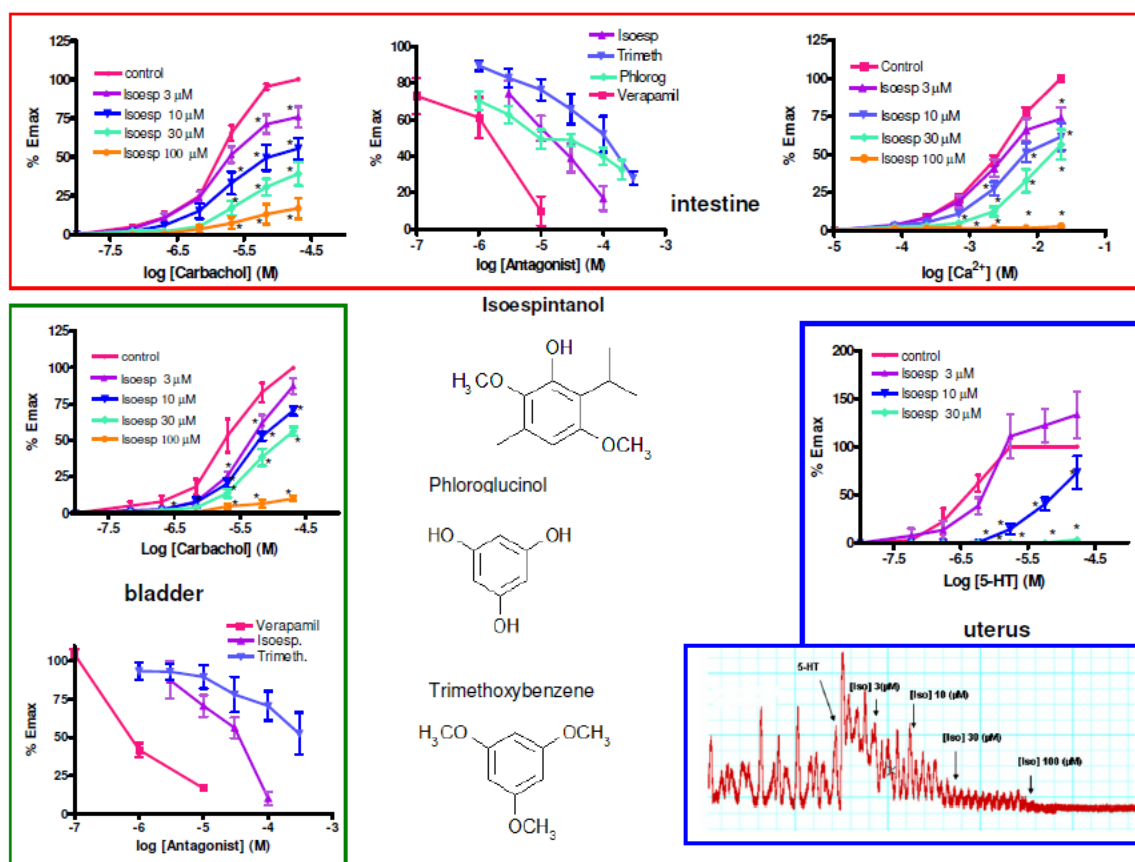 125
100
75
50
25
0
% Emax
control
Isoesp 3 µM
Isoesp 10 µM
Isoesp 30 µM
Isoesp 100 µM
-7.5 -6.5 -5.5 -4.5
log [Carbachol] (M)
100
80
60
40
20
0
% Emax
Isoesp
Trimeth
Phlorog
Verapamil
-7 -6 -5 -4 -3
log [Antagonist] (M)
intestine
125
100
75
50
25
0
% Emax
Control
Isoesp 3 µM
Isoesp 10 µM
Isoesp 30 µM
Isoesp 100 µM
-5 -4 -3 -2 -1
log [Ca2+] (M)
125
100
75
50
25
0
% Emax
control
Isoesp 3 µM
Isoesp 10 µM
Isoesp 30 µM
Isoesp 100 µM
-7.5 -6.5 -5.5 -4.5
Log [Carbachol] (M)
bladder
Verapamil
Isoesp.
Trimeth.
100
75
50
25
0
% Emax
-7 -6 -5 -4 -3
log [Antagonist] (M)
Isoespintanol
OH
H3CO
OCH3
Phloroglucinol
HO OH
OH
Trimethoxybenzene
H3CO OCH3
OCH3
200
150
100
50
0
% Emax
control
Isoesp 3 µM
Isoesp 10 µM
Isoesp 30 µM
-7.5 -6.5 -5.5 -4.5
Log [5-HT] (M)
uterus
5-HT
[Iso] 3(µM)
[Iso] 10 (µM)
[Iso] 30 (µM)
[Iso] 100 (µM)